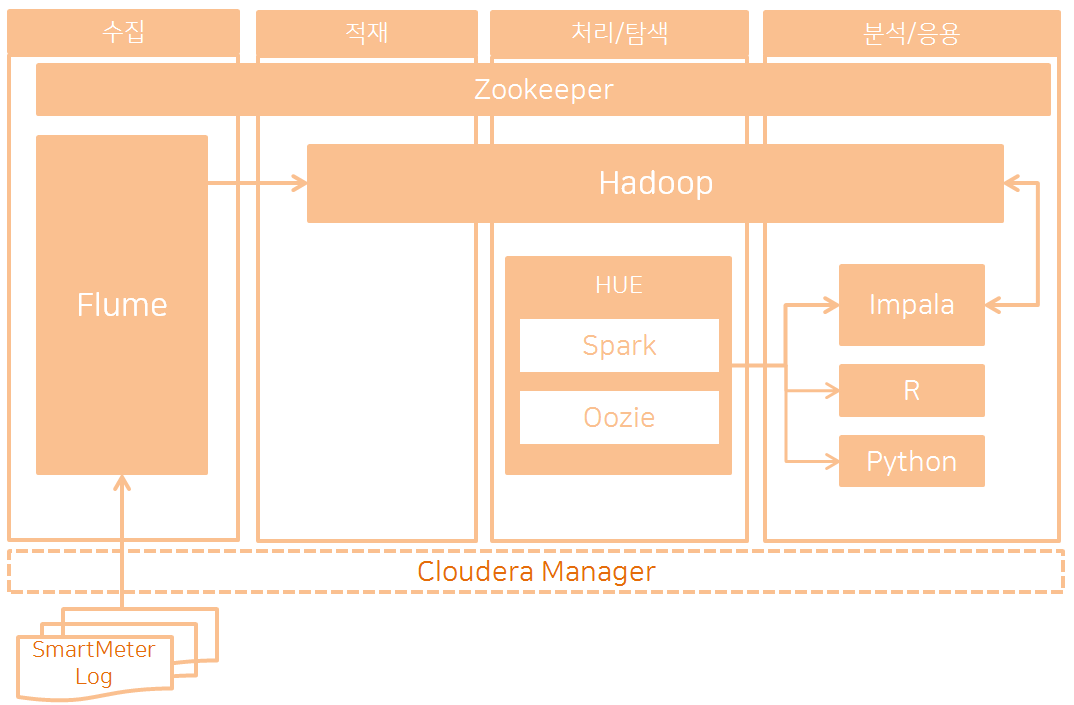 수집
적재
처리/탐색
분석/응용
Zookeeper
Flume
Hadoop
HUE
Spark
Oozie
Impala
R
Python
Cloudera Manager
SmartMeter
Log